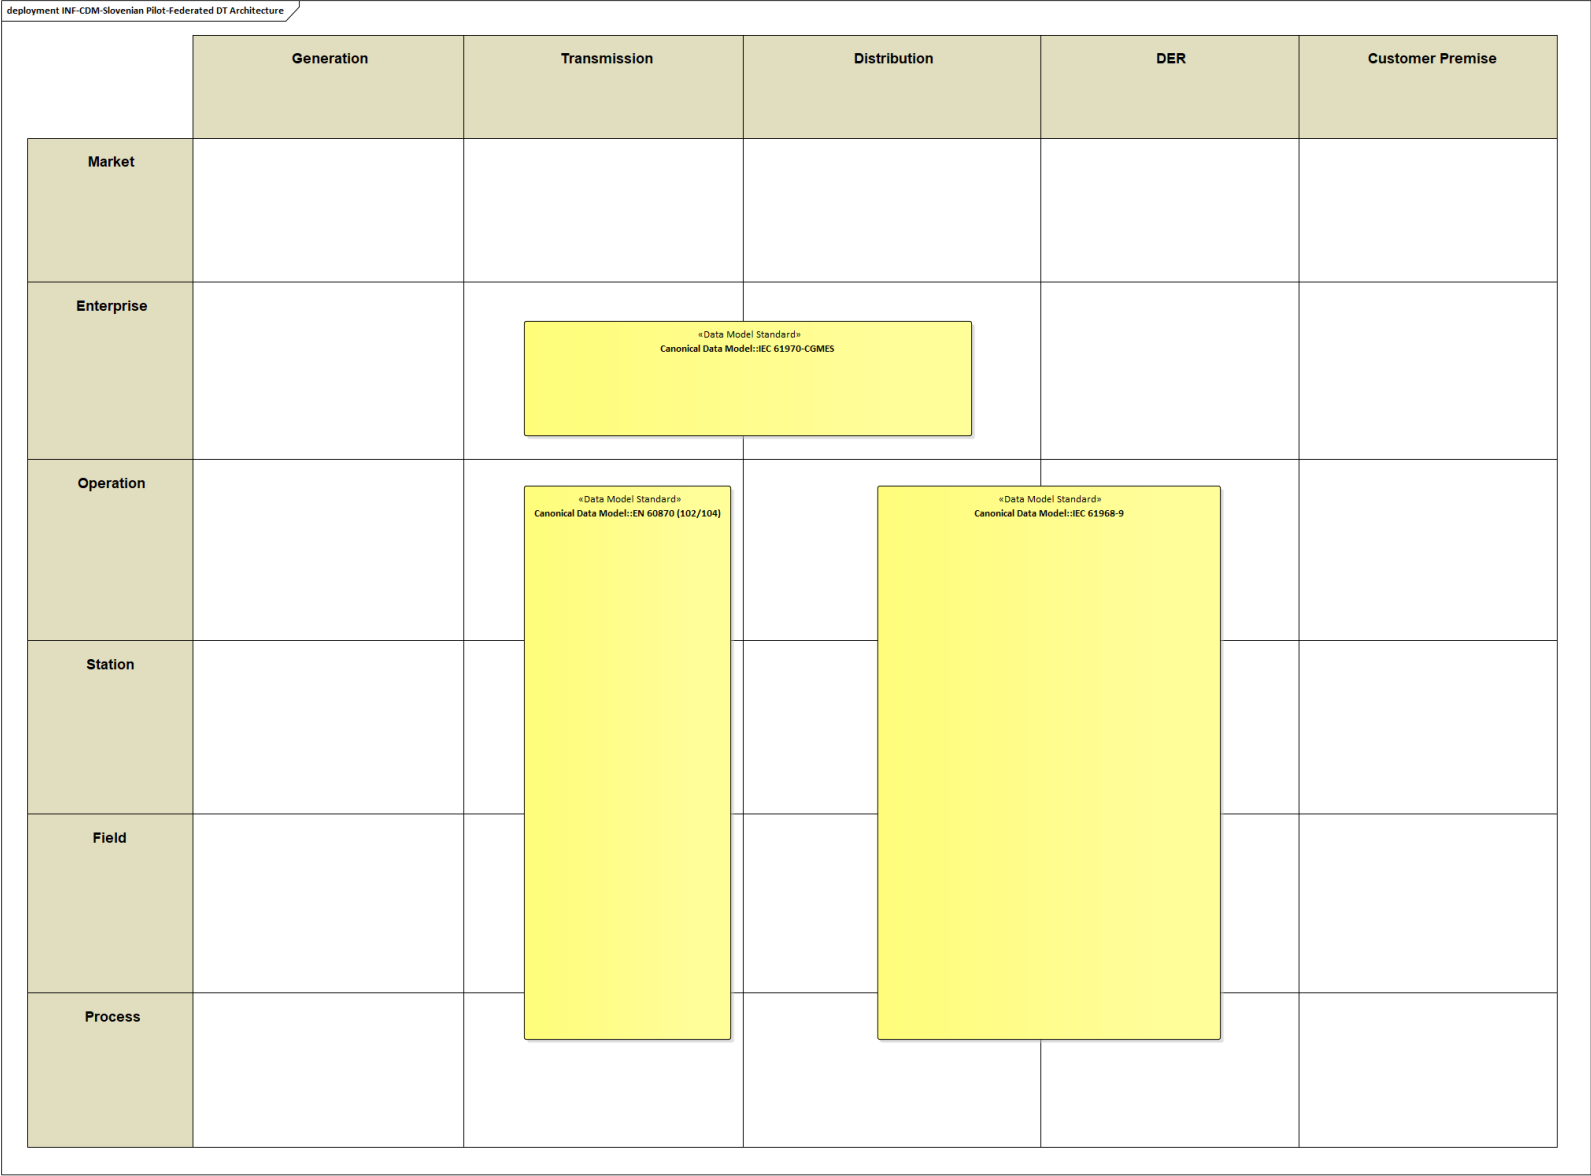 deployment INF-CDM-Slovenian Pilot-Federated DT Architecture
Generation
Transmission
Distribution
DER
Customer Premise
Market
Enterprise
«Data Model Standard»
Canonical Data Model::IEC 61970-CGMES
Operation
«Data Model Standard»
Canonical Data Model::EN 60870 (102/104)
«Data Model Standard»
Canonical Data Model::IEC 61968-9
Station
Field
Process